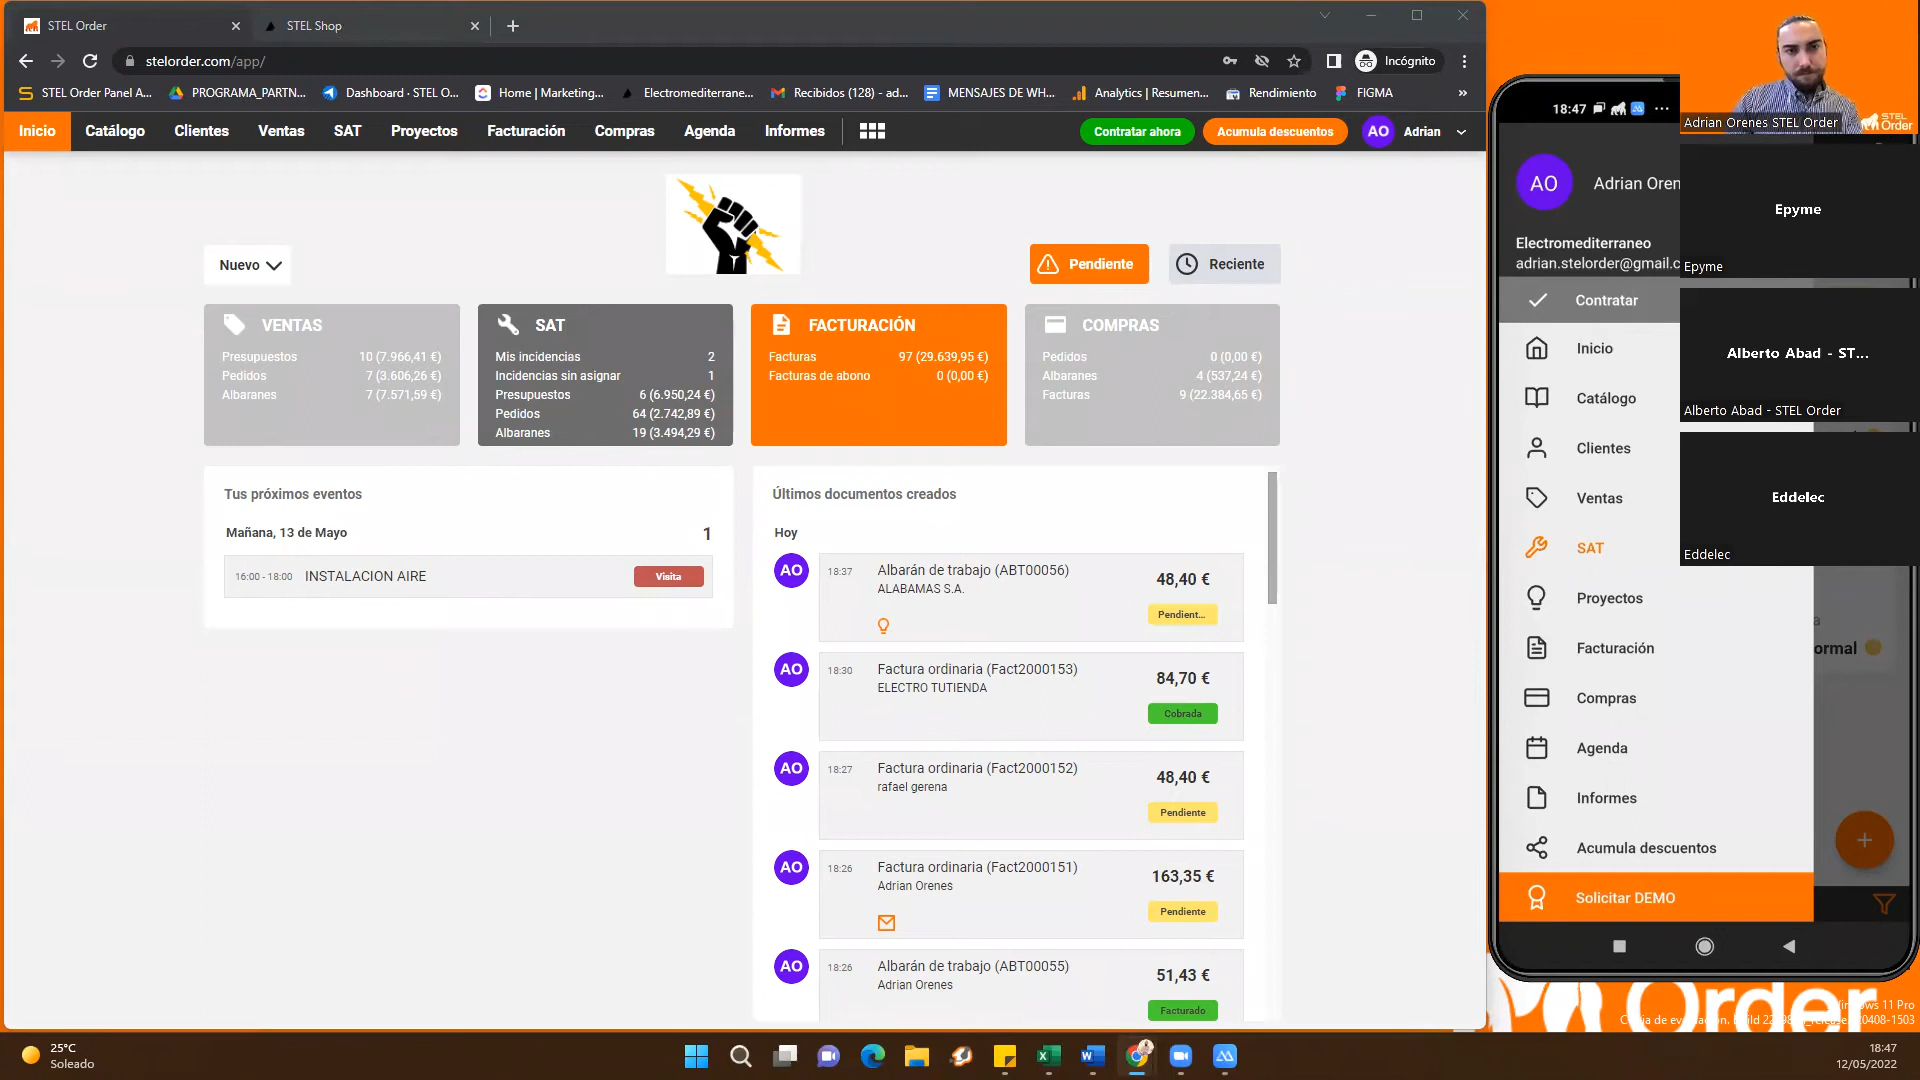 STEL Order
STEL Shop
stelorder.com/app/
Incógnito
STEL Order Panel A...
PROGRAMA_PARTN...
Dashboard · STEL O...
Home | Marketing...
Electromediterrane...
Recibidos (128) - ad...
MENSAJES DE WH...
Analytics | Resumen...
Rendimiento
FIGMA
»
Inicio
Catálogo
Clientes
Ventas
SAT
Proyectos
Facturación
Compras
Agenda
Informes
Contratar ahora
Acumula descuentos
AO
Adrian
Nuevo
Pendiente
Reciente
VENTAS
Presupuestos 10 (7.966,41 €)
Pedidos 7 (3.606,26 €)
Albaranes 7 (7.571,59 €)
SAT
Mis incidencias 2
Incidencias sin asignar 1
Presupuestos 6 (6.950,24 €)
Pedidos 64 (2.742,89 €)
Albaranes 19 (3.494,29 €)
FACTURACIÓN
Facturas 97 (29.639,95 €)
Facturas de abono 0 (0,00 €)
COMPRAS
Pedidos 0 (0,00 €)
Albaranes 4 (537,24 €)
Facturas 9 (22.384,65 €)
Tus próximos eventos
Mañana, 13 de Mayo 1
16:00 - 18:00 INSTALACION AIRE Visita
Últimos documentos creados
Hoy
AO 18:37 Albarán de trabajo (ABT00056) 48,40 €
ALABAMAS S.A.
Pendient...
AO 18:30 Factura ordinaria (Fact2000153) 84,70 €
ELECTRO TUTIENDA
Cobrada
AO 18:27 Factura ordinaria (Fact2000152) 48,40 €
rafael gerena
Pendiente
AO 18:26 Factura ordinaria (Fact2000151) 163,35 €
Adrian Orenes
Pendiente
AO 18:26 Albarán de trabajo (ABT00055) 51,43 €
Adrian Orenes
Facturado
18:47
AO
Adrian Oren
Electromediterraneo
adrian.stelorder@gmail.c
Contratar
Inicio
Catálogo
Clientes
Ventas
SAT
Proyectos
Facturación
Compras
Agenda
Informes
Acumula descuentos
Solicitar DEMO
ormal
Adrian Orenes STEL Order
STEL
Order
Epyme
Epyme
Alberto Abad - ST...
Alberto Abad - STEL Order
Eddelec
Eddelec
Order
11 Pro
25°C
Soleado
18:47
12/05/2022